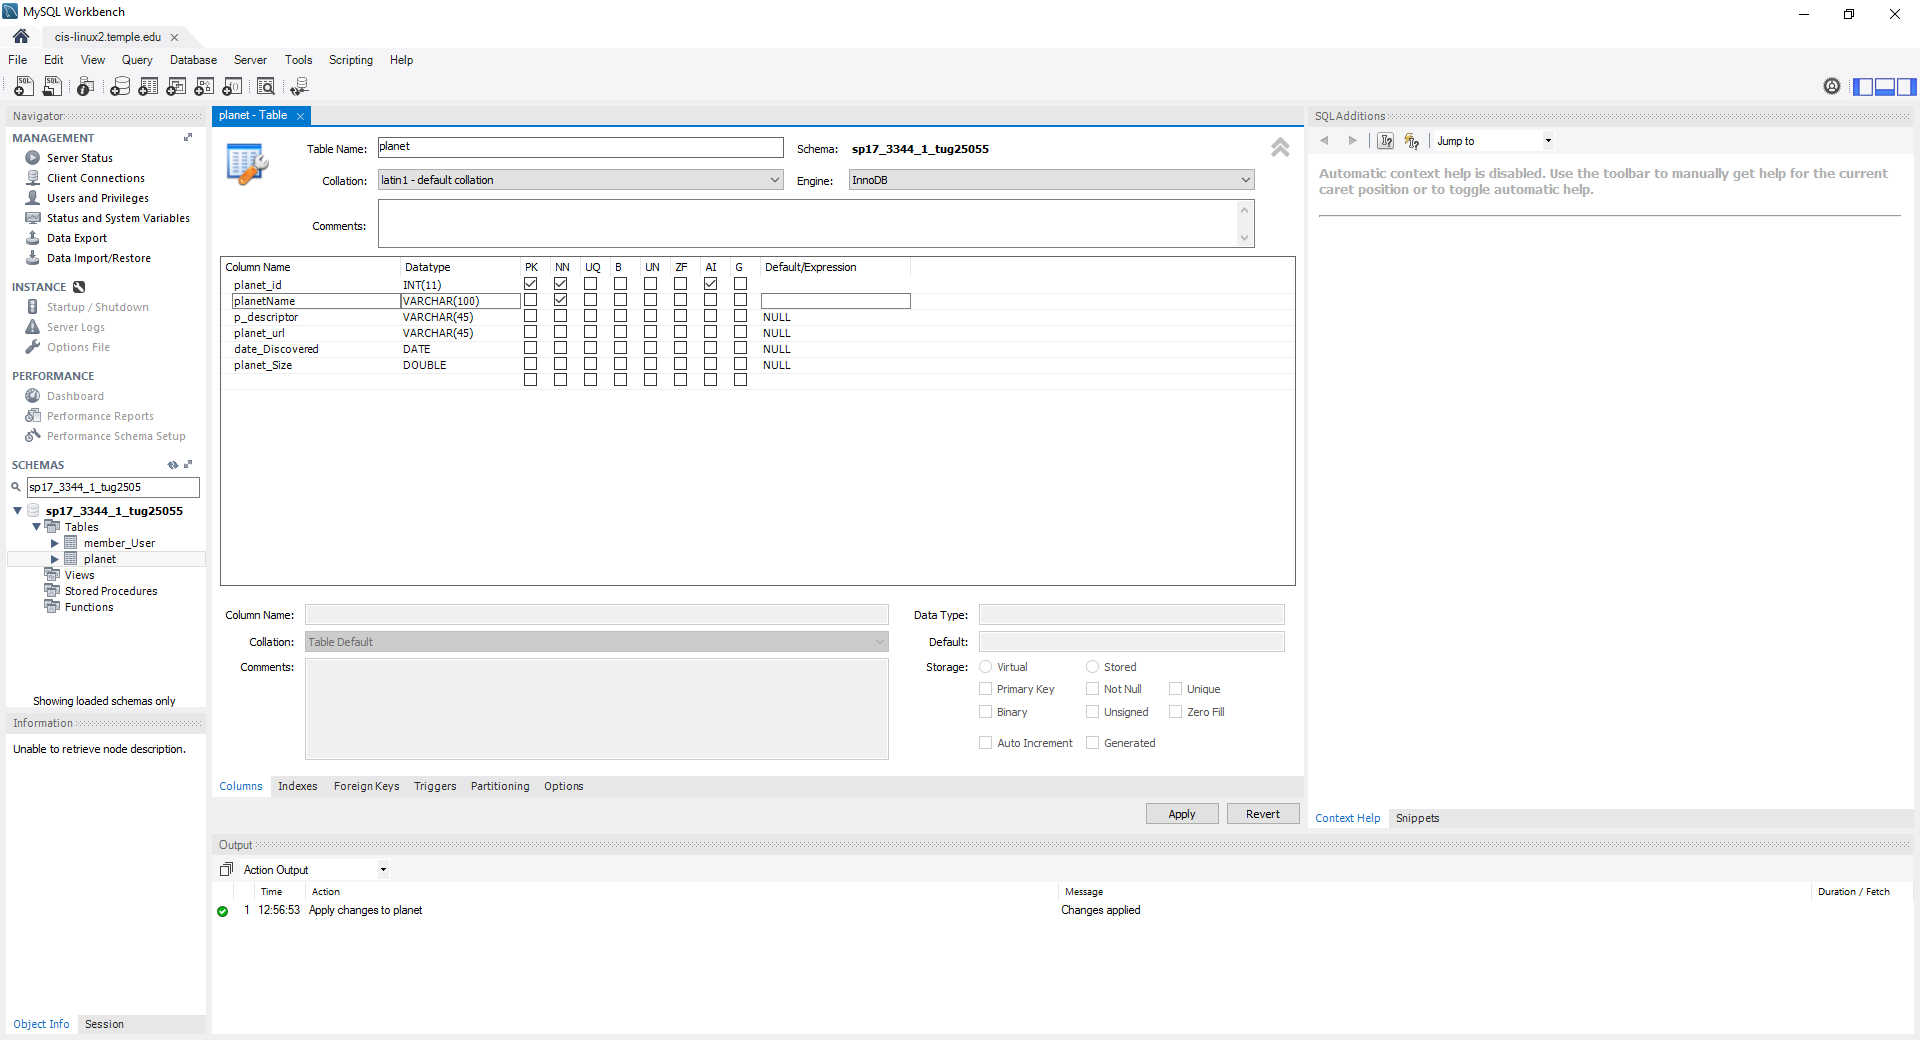 MySQL Workbench
cis-linux2.temple.edu
File Edit View Query Database Server Tools Scripting Help
Navigator
MANAGEMENT
Server Status
Client Connections
Users and Privileges
Status and System Variables
Data Export
Data Import/Restore
INSTANCE
Startup / Shutdown
Server Logs
Options File
PERFORMANCE
Dashboard
Performance Reports
Performance Schema Setup
SCHEMAS
sp17_3344_1_tug2505
sp17_3344_1_tug25055
Tables
member_User
planet
Views
Stored Procedures
Functions
Showing loaded schemas only
Information
Unable to retrieve node description.
Object Info Session
planet - Table
Table Name: planet Schema: sp17_3344_1_tug25055
Collation: latin1 - default collation Engine: InnoDB
Comments:
Column Name Datatype PK NN UQ B UN ZF AI G Default/Expression
planet_id INT(11)
planetName VARCHAR(100)
p_descriptor VARCHAR(45) NULL
planet_url VARCHAR(45) NULL
date_Discovered DATE NULL
planet_Size DOUBLE NULL
Column Name: Data Type:
Collation: Table Default Default:
Comments: Storage: Virtual Stored
Primary Key Not Null Unique
Binary Unsigned Zero Fill
Auto Increment Generated
Columns Indexes Foreign Keys Triggers Partitioning Options
Apply Revert
SQLAdditions
Jump to
Automatic context help is disabled. Use the toolbar to manually get help for the current
caret position or to toggle automatic help.
Context Help Snippets
Output
Action Output
Time Action Message Duration / Fetch
1 12:56:53 Apply changes to planet Changes applied